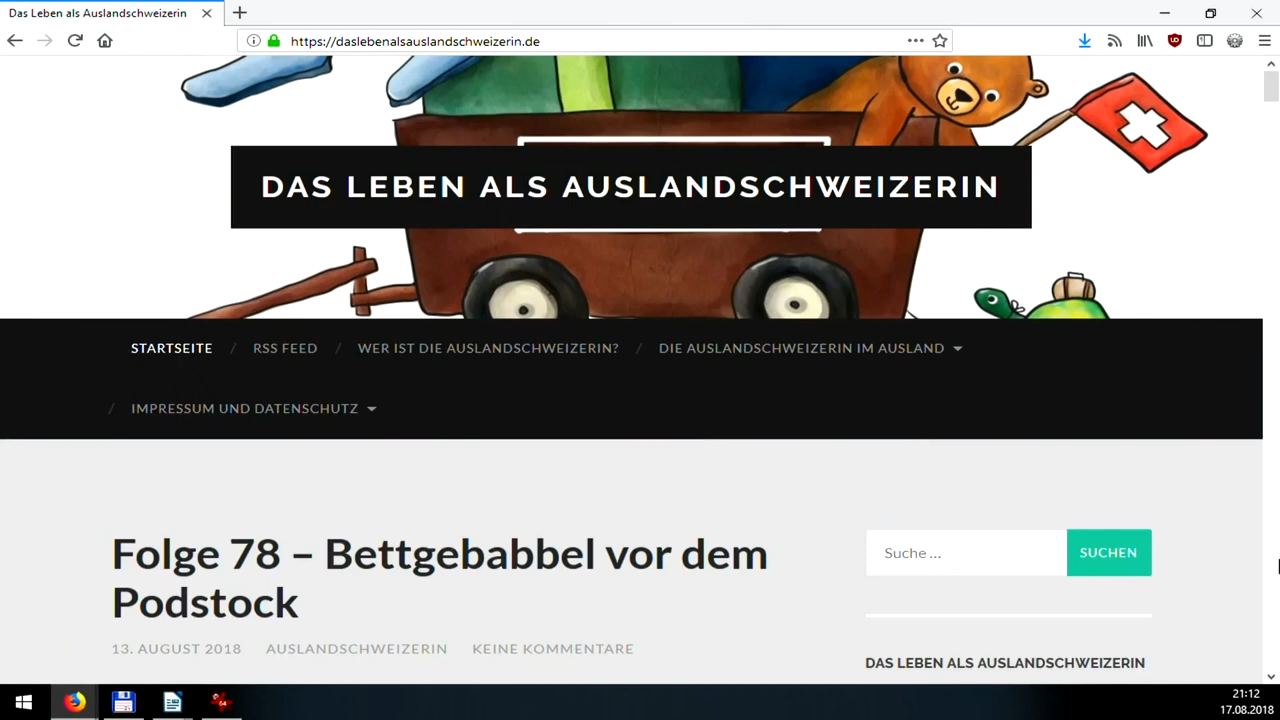 Das Leben als Auslandschweizerin
https://daslebenalsauslandschweizerin.de
DAS LEBEN ALS AUSLANDSCHWEIZERIN
STARTSEITE / RSS FEED / WER IST DIE AUSLANDSCHWEIZERIN? / DIE AUSLANDSCHWEIZERIN IM AUSLAND
/ IMPRESSUM UND DATENSCHUTZ
Folge 78 – Bettgebabbel vor dem
Podstock
13. AUGUST 2018 AUSLANDSCHWEIZERIN KEINE KOMMENTARE
Suche ... SUCHEN
DAS LEBEN ALS AUSLANDSCHWEIZERIN
64
21:12
17.08.2018